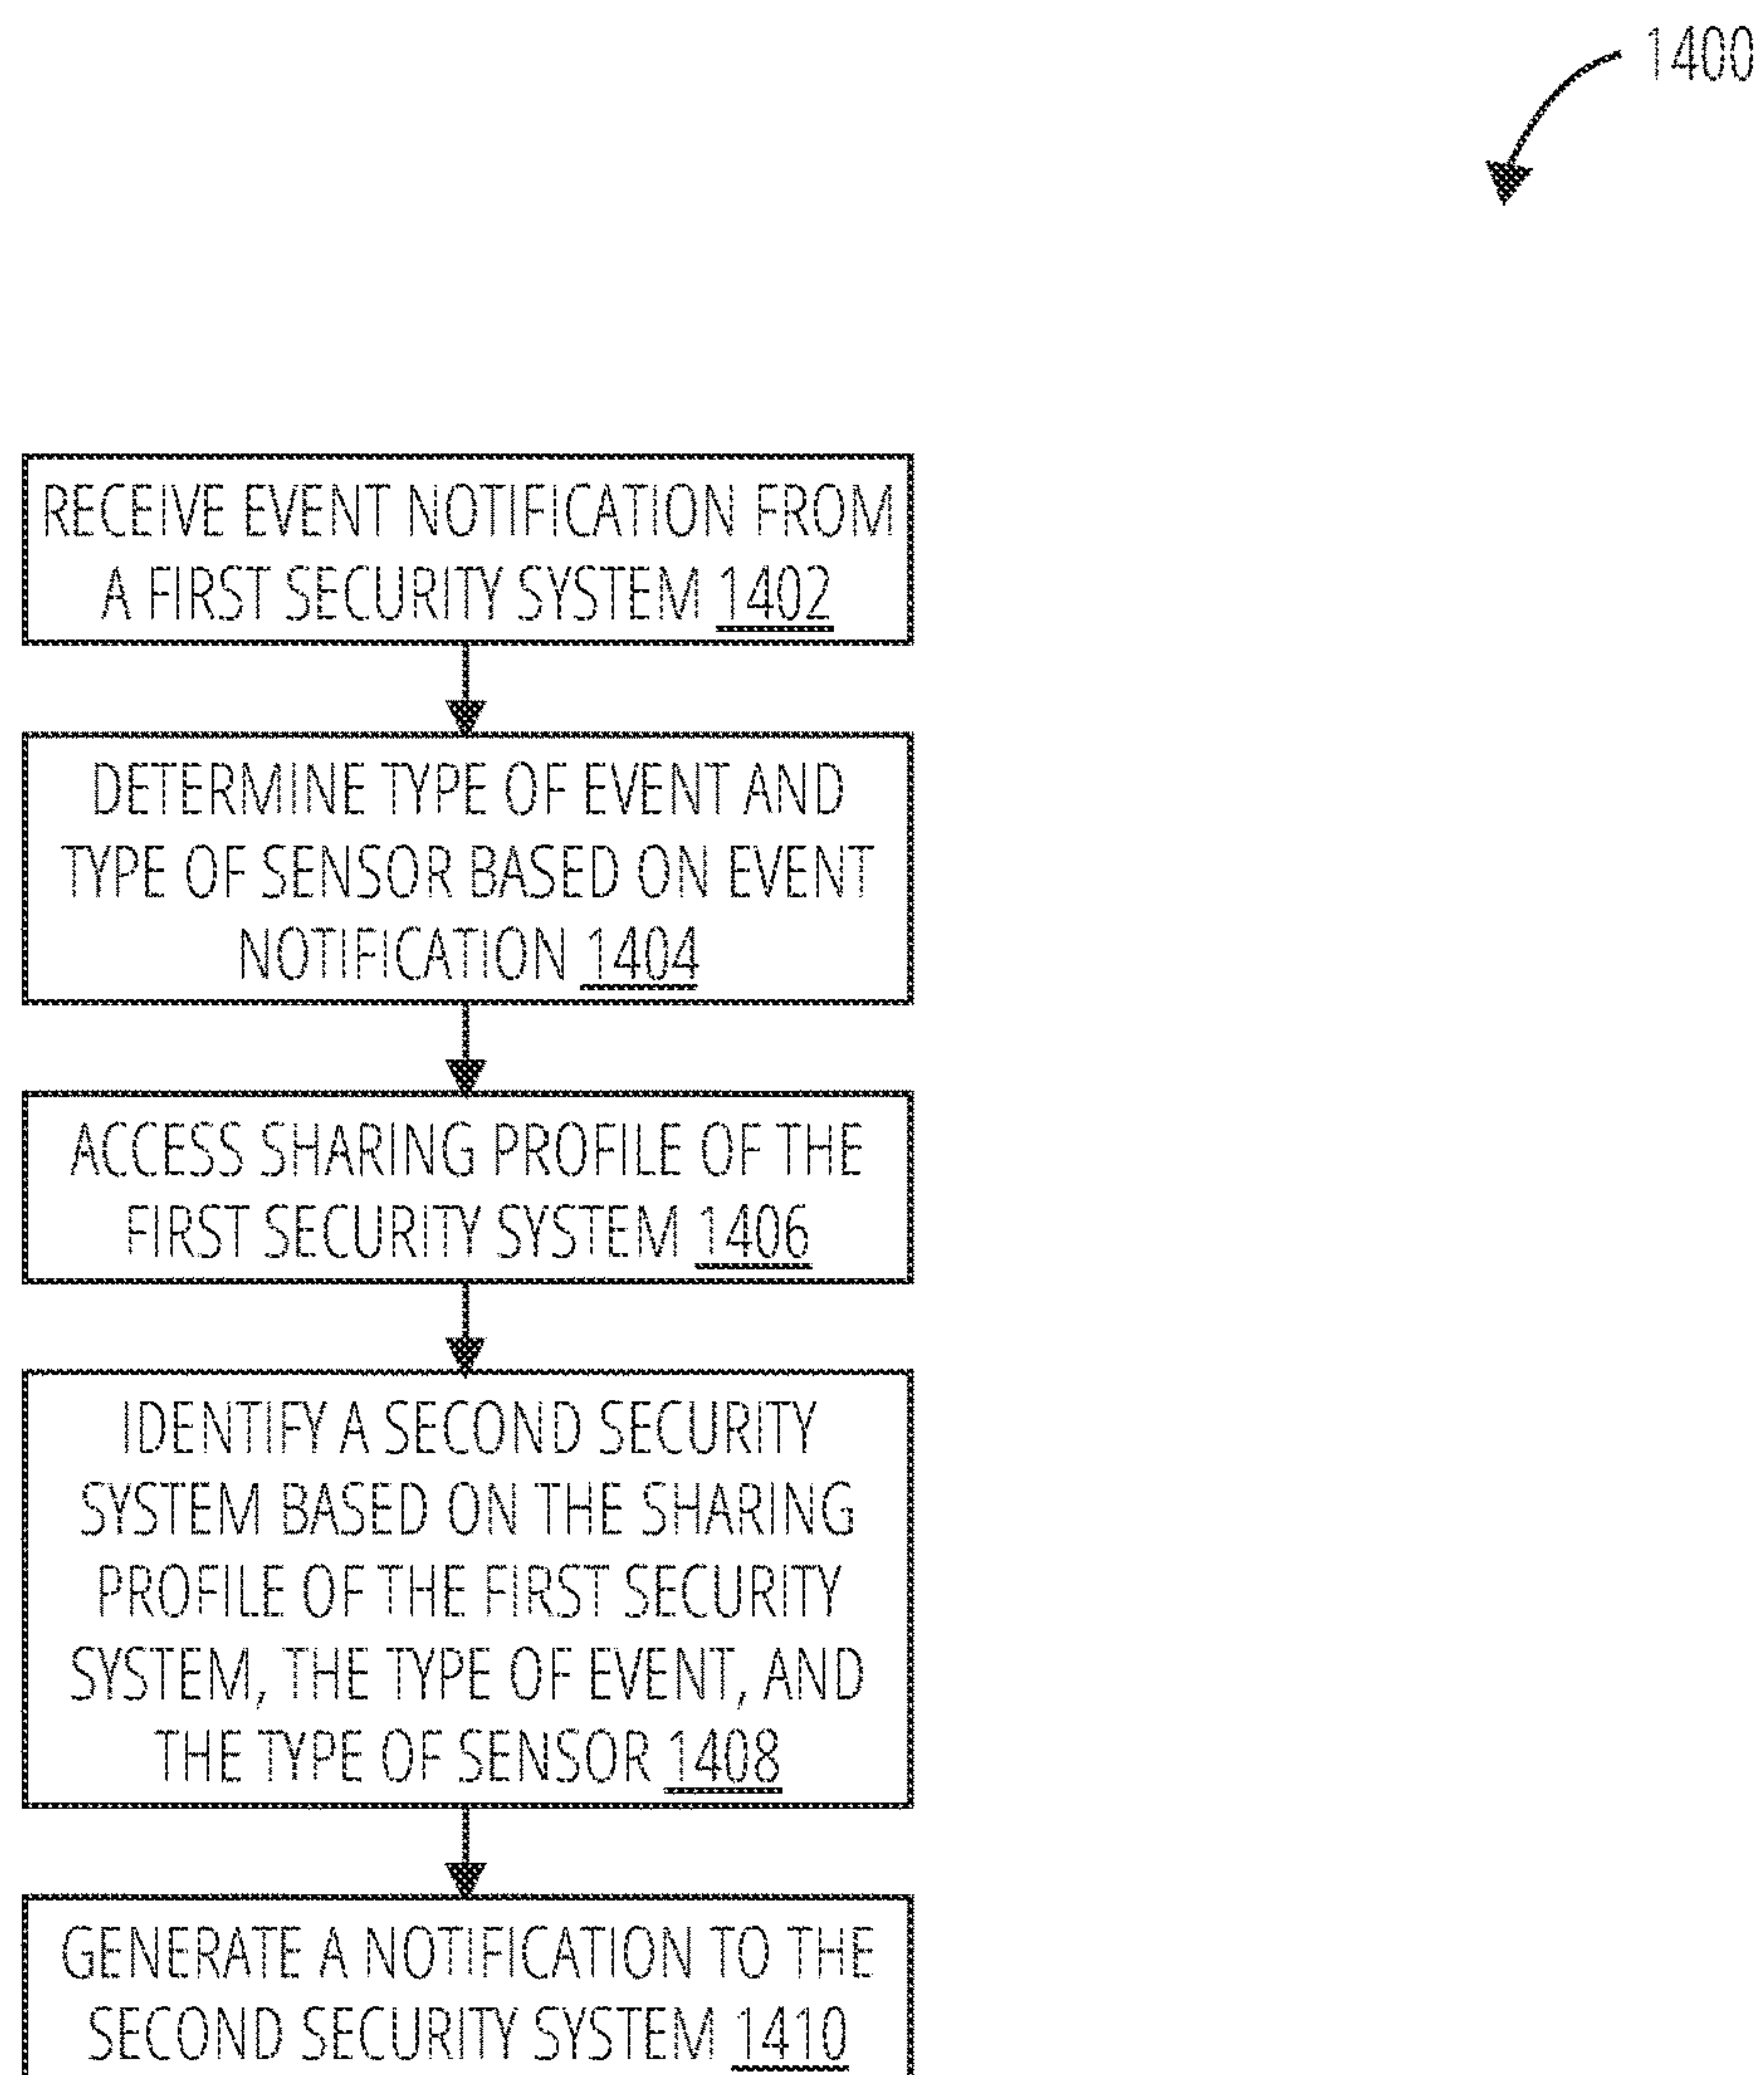 1400
RECEIVE EVENT NOTIFICATION FROM
A FIRST SECURITY SYSTEM 1402
DETERMINE TYPE OF EVENT AND
TYPE OF SENSOR BASED ON EVENT
NOTIFICATION 1404
ACCESS SHARING PROFILE OF THE
FIRST SECURITY SYSTEM 1406
IDENTIFY A SECOND SECURITY
SYSTEM BASED ON THE SHARING
PROFILE OF THE FIRST SECURITY
SYSTEM, THE TYPE OF EVENT, AND
THE TYPE OF SENSOR 1408
GENERATE A NOTIFICATION TO THE
SECOND SECURITY SYSTEM 1410